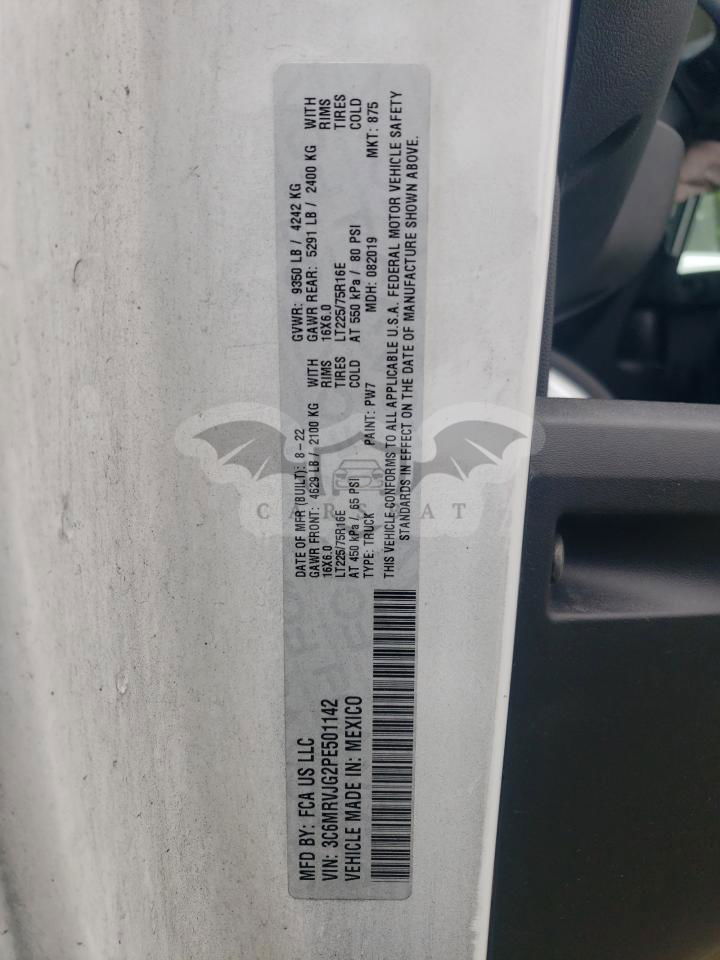 MFD BY: FCA US LLC
VIN: 3C6MRVJG2PE501142
VEHICLE MADE IN: MEXICO
DATE OF MFR (BUILT): 8-22
GVWR: 9350 LB / 4242 KG
GAWR FRONT: 4629 LB / 2100 KG WITH
16X6.0 RIMS
LT225/75R16E TIRES
AT 450 kPa / 65 PSI COLD
GAWR REAR: 5291 LB / 2400 KG WITH
16X6.0 RIMS
LT225/75R16E TIRES
AT 550 kPa / 80 PSI COLD
TYPE: TRUCK PAINT: PW7 MDH: 082019 MKT: 875
THIS VEHICLE CONFORMS TO ALL APPLICABLE U.S.A. FEDERAL MOTOR VEHICLE SAFETY
STANDARDS IN EFFECT ON THE DATE OF MANUFACTURE SHOWN ABOVE.